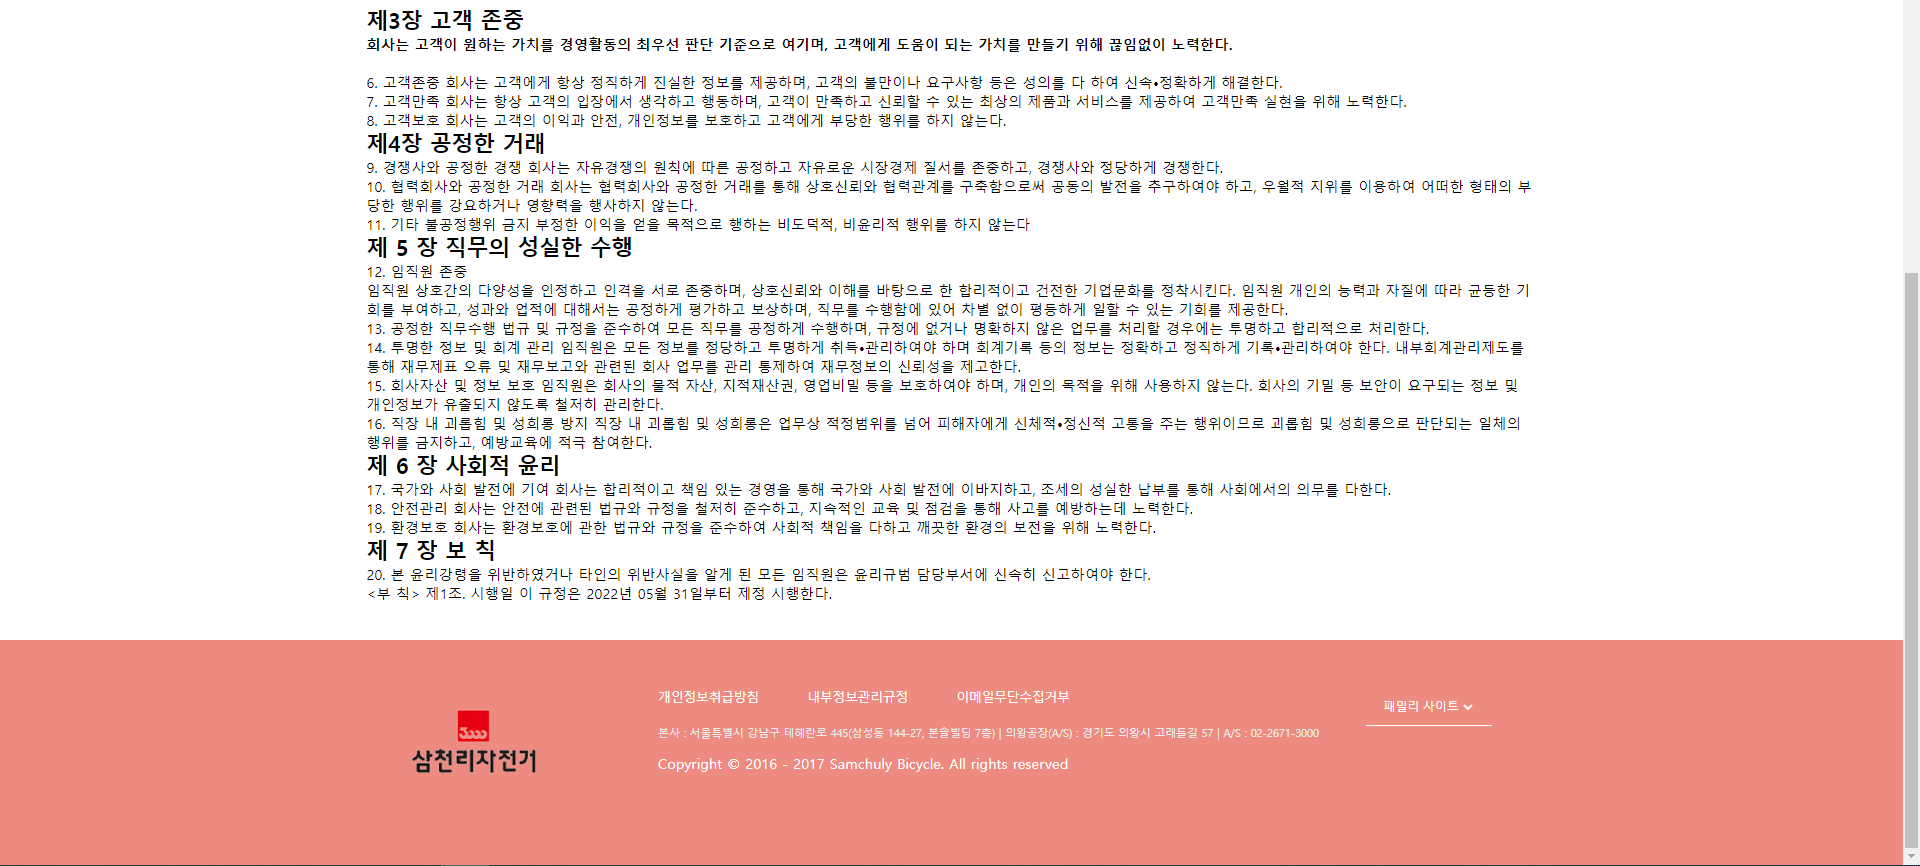 제3장 고객 존중
회사는 고객이 원하는 가치를 경영활동의 최우선 판단 기준으로 여기며, 고객에게 도움이 되는 가치를 만들기 위해 끊임없이 노력한다.
6. 고객존중 회사는 고객에게 항상 정직하게 진실한 정보를 제공하며, 고객의 불만이나 요구사항 등은 성의를 다 하여 신속•정확하게 해결한다.
7. 고객만족 회사는 항상 고객의 입장에서 생각하고 행동하며, 고객이 만족하고 신뢰할 수 있는 최상의 제품과 서비스를 제공하여 고객만족 실현을 위해 노력한다.
8. 고객보호 회사는 고객의 이익과 안전, 개인정보를 보호하고 고객에게 부당한 행위를 하지 않는다.
제4장 공정한 거래
9. 경쟁사와 공정한 경쟁 회사는 자유경쟁의 원칙에 따른 공정하고 자유로운 시장경제 질서를 존중하고, 경쟁사와 정당하게 경쟁한다.
10. 협력회사와 공정한 거래 회사는 협력회사와 공정한 거래를 통해 상호신뢰와 협력관계를 구축함으로써 공동의 발전을 추구하여야 하고, 우월적 지위를 이용하여 어떠한 형태의 부
당한 행위를 강요하거나 영향력을 행사하지 않는다.
11. 기타 불공정행위 금지 부정한 이익을 얻을 목적으로 행하는 비도덕적, 비윤리적 행위를 하지 않는다
제 5 장 직무의 성실한 수행
12. 임직원 존중
임직원 상호간의 다양성을 인정하고 인격을 서로 존중하며, 상호신뢰와 이해를 바탕으로 한 합리적이고 건전한 기업문화를 정착시킨다. 임직원 개인의 능력과 자질에 따라 균등한 기
회를 부여하고, 성과와 업적에 대해서는 공정하게 평가하고 보상하며, 직무를 수행함에 있어 차별 없이 평등하게 일할 수 있는 기회를 제공한다.
13. 공정한 직무수행 법규 및 규정을 준수하여 모든 직무를 공정하게 수행하며, 규정에 없거나 명확하지 않은 업무를 처리할 경우에는 투명하고 합리적으로 처리한다.
14. 투명한 정보 및 회계 관리 임직원은 모든 정보를 정당하고 투명하게 취득•관리하여야 하며 회계기록 등의 정보는 정확하고 정직하게 기록•관리하여야 한다. 내부회계관리제도를
통해 재무제표 오류 및 재무보고와 관련된 회사 업무를 관리 통제하여 재무정보의 신뢰성을 제고한다.
15. 회사자산 및 정보 보호 임직원은 회사의 물적 자산, 지적재산권, 영업비밀 등을 보호하여야 하며, 개인의 목적을 위해 사용하지 않는다. 회사의 기밀 등 보안이 요구되는 정보 및
개인정보가 유출되지 않도록 철저히 관리한다.
16. 직장 내 괴롭힘 및 성희롱 방지 직장 내 괴롭힘 및 성희롱은 업무상 적정범위를 넘어 피해자에게 신체적•정신적 고통을 주는 행위이므로 괴롭힘 및 성희롱으로 판단되는 일체의
행위를 금지하고, 예방교육에 적극 참여한다.
제 6 장 사회적 윤리
17. 국가와 사회 발전에 기여 회사는 합리적이고 책임 있는 경영을 통해 국가와 사회 발전에 이바지하고, 조세의 성실한 납부를 통해 사회에서의 의무를 다한다.
18. 안전관리 회사는 안전에 관련된 법규와 규정을 철저히 준수하고, 지속적인 교육 및 점검을 통해 사고를 예방하는데 노력한다.
19. 환경보호 회사는 환경보호에 관한 법규와 규정을 준수하여 사회적 책임을 다하고 깨끗한 환경의 보전을 위해 노력한다.
제 7 장 보 칙
20. 본 윤리강령을 위반하였거나 타인의 위반사실을 알게 된 모든 임직원은 윤리규범 담당부서에 신속히 신고하여야 한다.
<부 칙> 제1조. 시행일 이 규정은 2022년 05월 31일부터 제정 시행한다.
개인정보취급방침 내부정보관리규정 이메일무단수집거부
패밀리 사이트
본사 : 서울특별시 강남구 테헤란로 445(삼성동 144-27, 본솔빌딩 7층) | 의왕공장(A/S) : 경기도 의왕시 고래들길 57 | A/S : 02-2671-3000
삼천리자전거
Copyright © 2016 - 2017 Samchuly Bicycle. All rights reserved